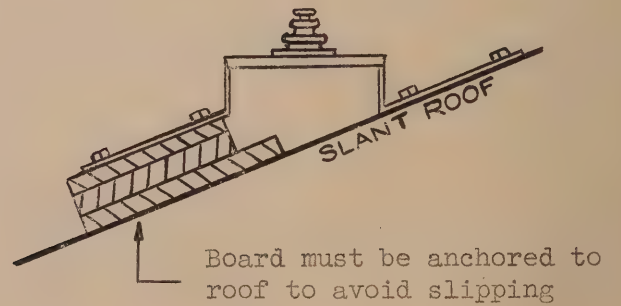 SLANT ROOF
Board must be anchored to
roof to avoid slipping